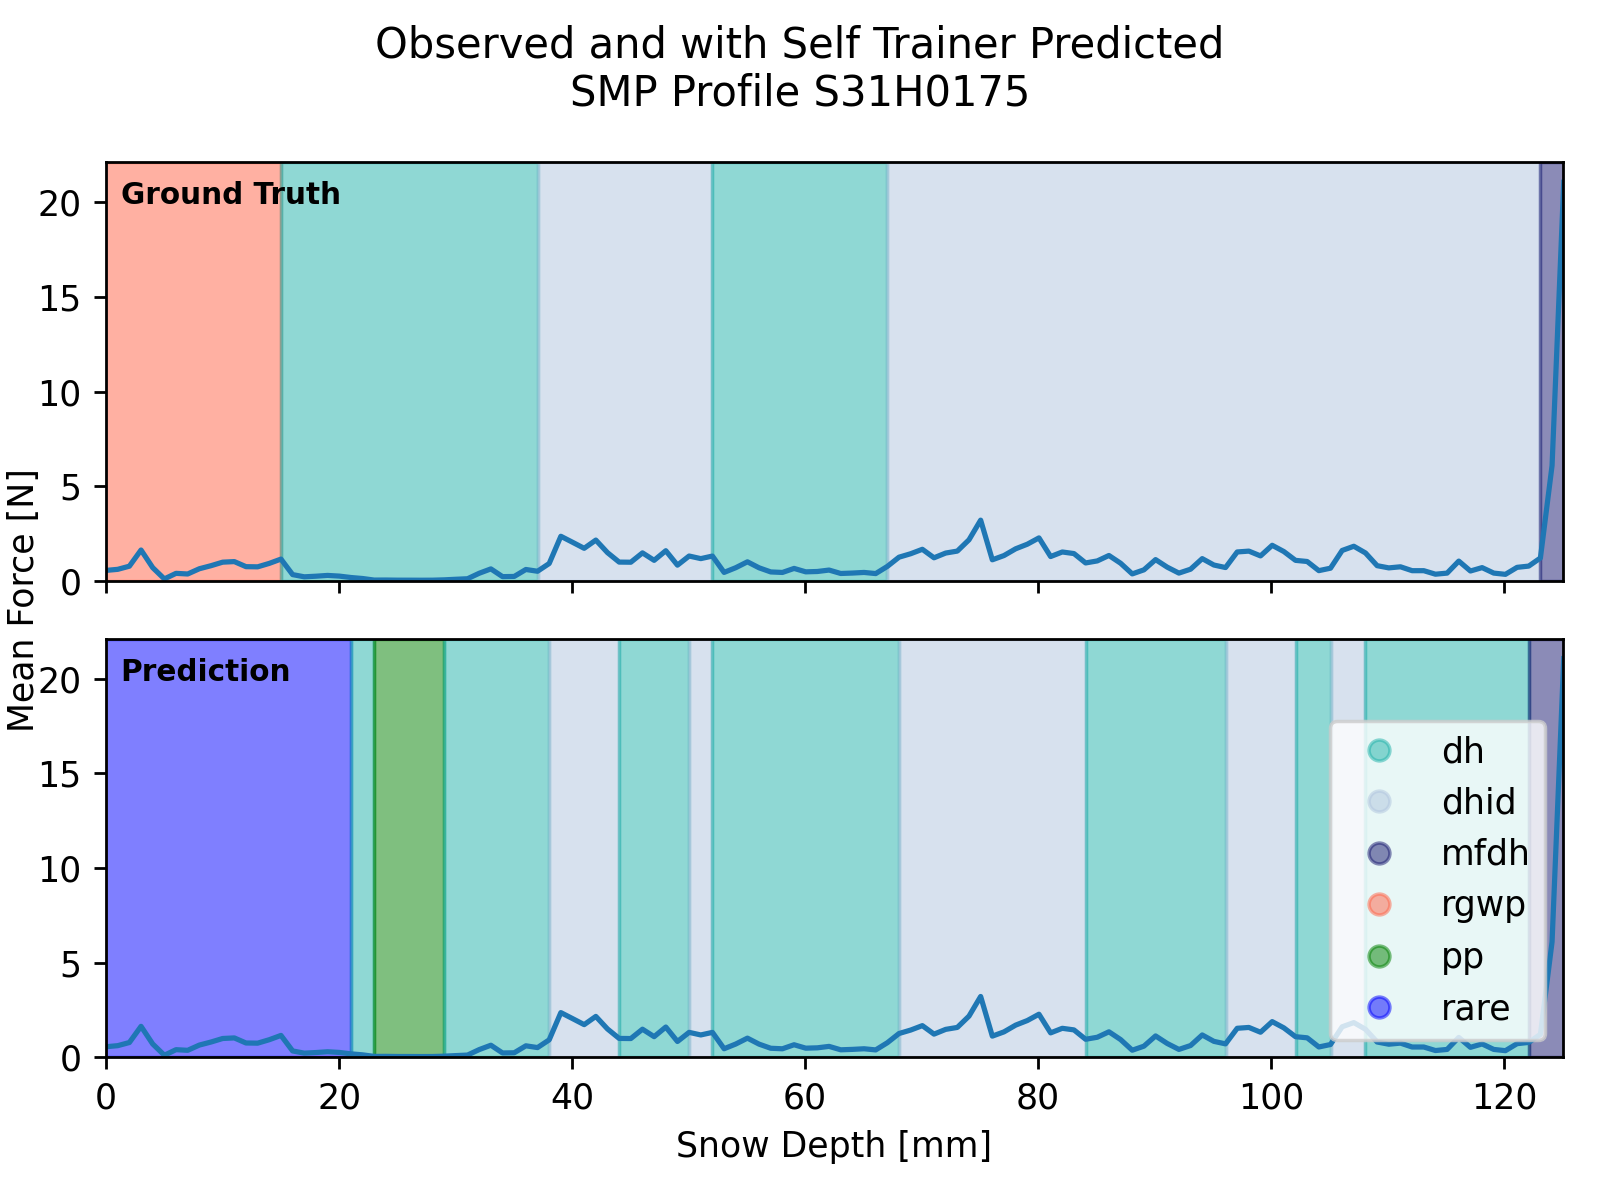 Observed and with Self Trainer Predicted
SMP Profile S31H0175
Mean Force [N]
Ground Truth
20
15
10
5
0
Prediction
20
15
10
5
0
dh
dhid
mfdh
rgwp
pp
rare
0 20 40 60 80 100 120
Snow Depth [mm]